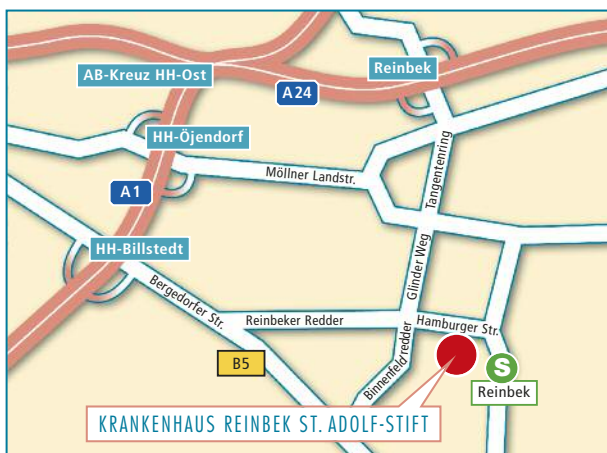 AB-Kreuz HH-Ost
Reinbek
A24
HH-Öjendorf
Möllner Landstr.
Tangentenring
A1
HH-Billstedt
Glinder Weg
Bergedorfer Str.
Reinbeker Redder
Hamburger Str.
B5
Binnenfeldredder
S
Reinbek
KRANKENHAUS REINBEK ST. ADOLF-STIFT